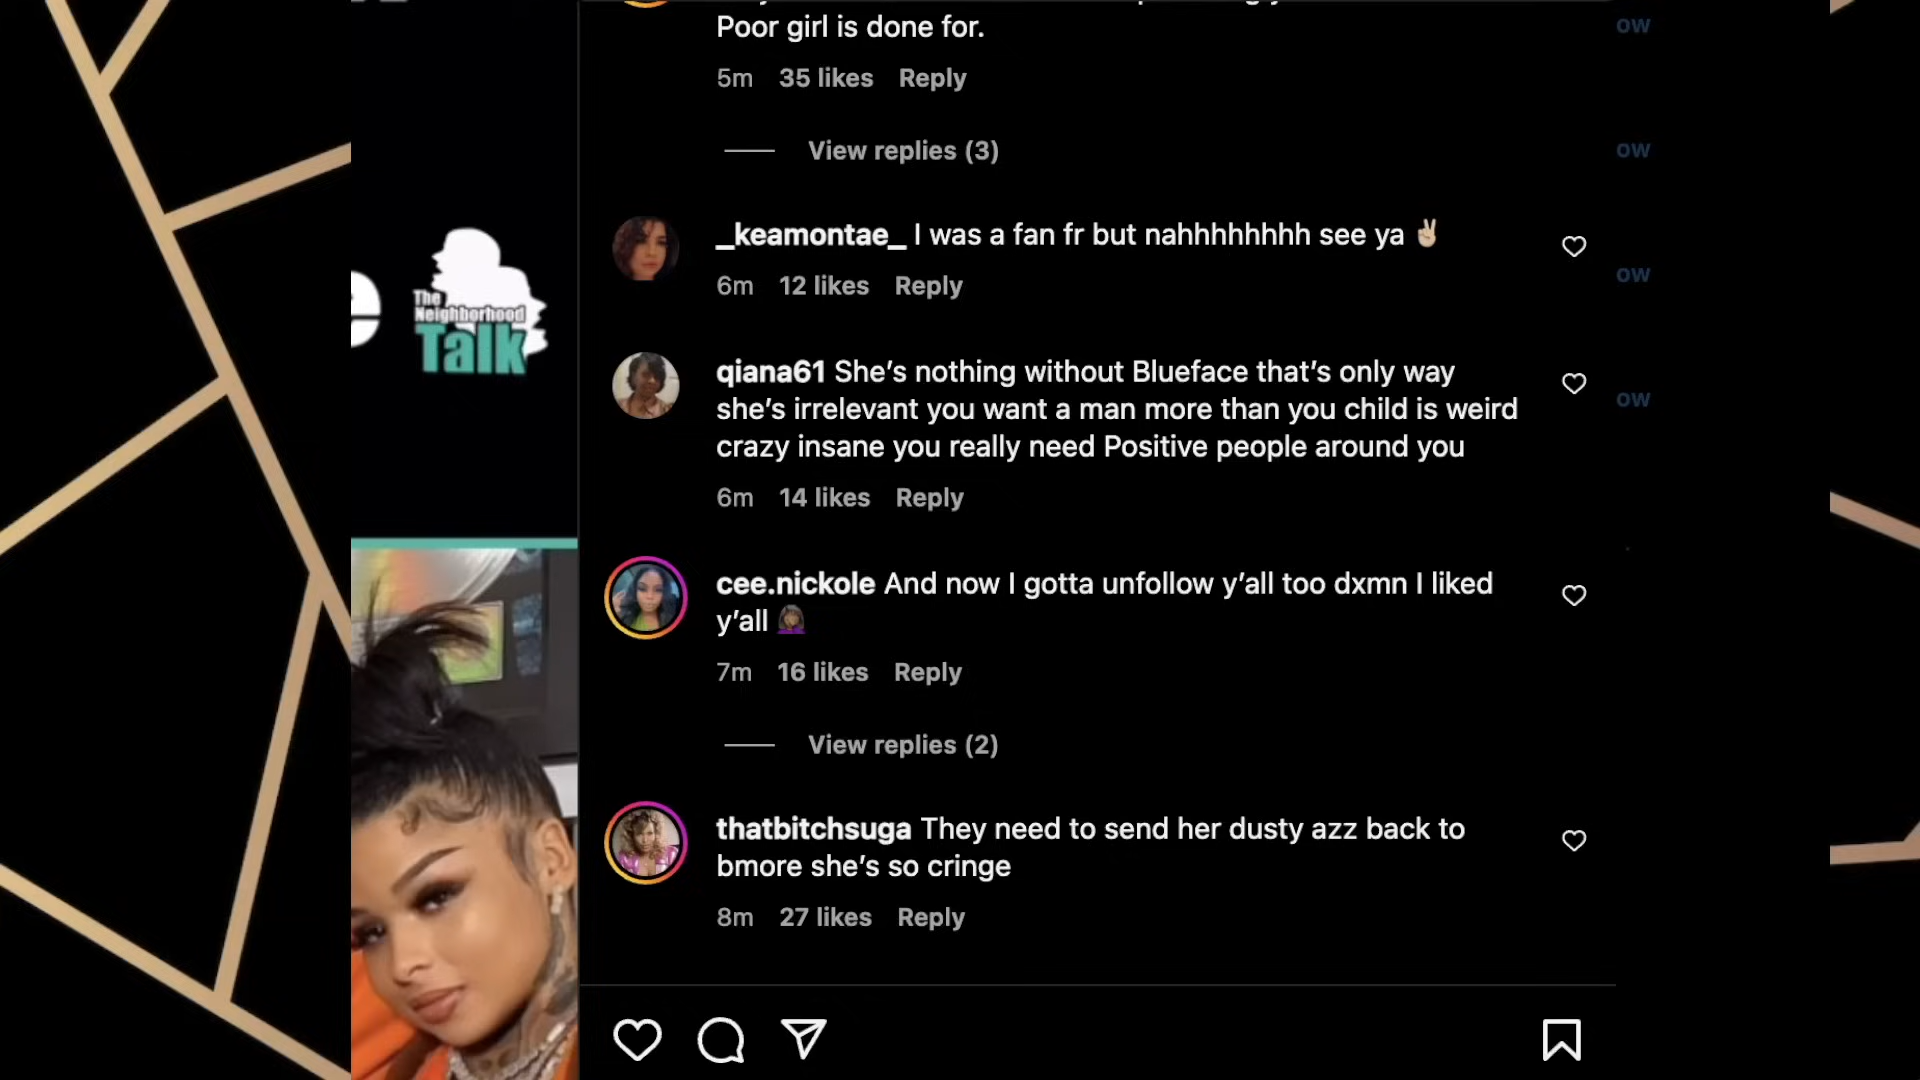 Poor girl is done for.
5m 35 likes Reply
View replies (3)
_keamontae_ I was a fan fr but nahhhhhhhh see ya ✌🏼
6m 12 likes Reply
qiana61 She’s nothing without Blueface that’s only way
she’s irrelevant you want a man more than you child is weird
crazy insane you really need Positive people around you
6m 14 likes Reply
cee.nickole And now I gotta unfollow y’all too dxmn I liked
y’all 🤦🏾‍♀️
7m 16 likes Reply
View replies (2)
thatbitchsuga They need to send her dusty azz back to
bmore she’s so cringe
8m 27 likes Reply
The
Neighborhood
Talk
e
ow
ow
ow
ow